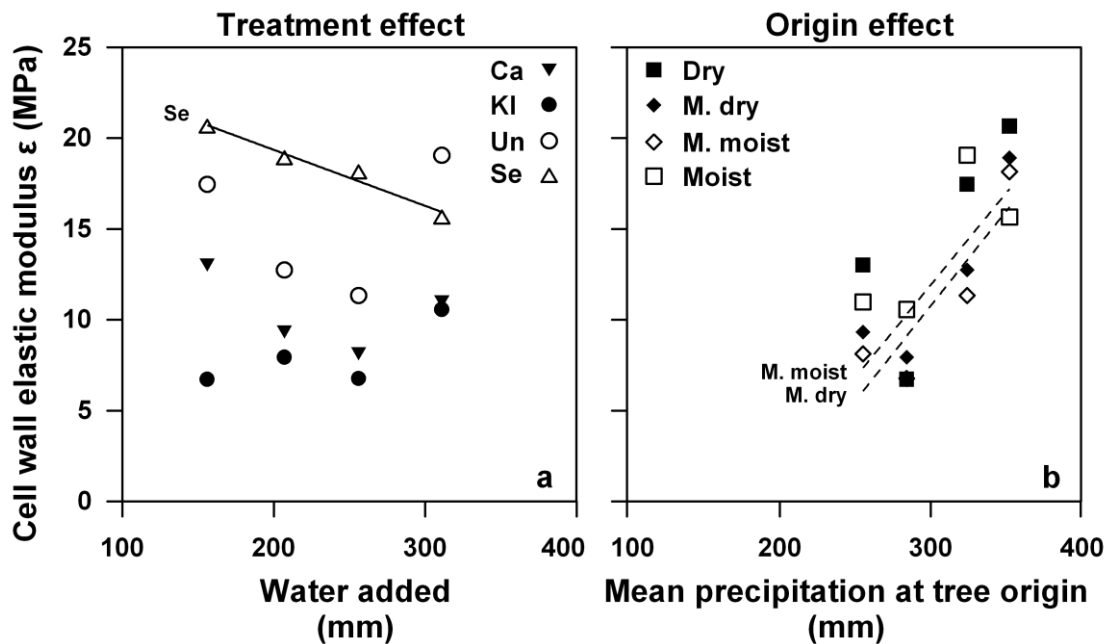 Treatment effect
Origin effect
Cell wall elastic modulus ε (MPa)
25
20
15
10
5
0
Se
Ca
Kl
Un
Se
a
100
200
300
400
Water added
(mm)
Dry
M. dry
M. moist
Moist
M. moist
M. dry
b
100
200
300
400
Mean precipitation at tree origin
(mm)